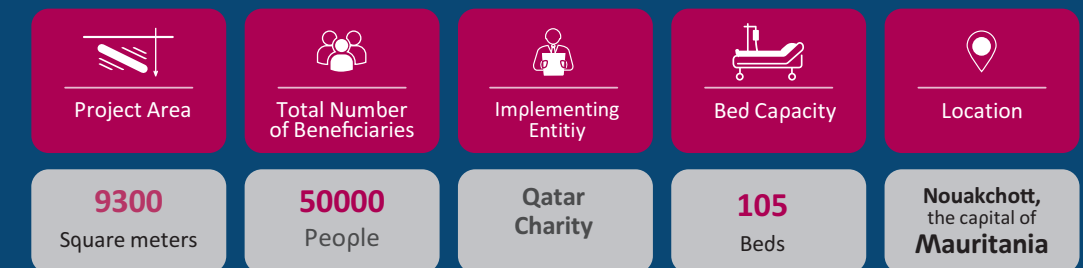 Project Area
Total Number
of Beneficiaries
Implementing
Entitiy
Bed Capacity
Location
9300
Square meters
50000
People
Qatar
Charity
105
Beds
Nouakchott,
the capital of
Mauritania